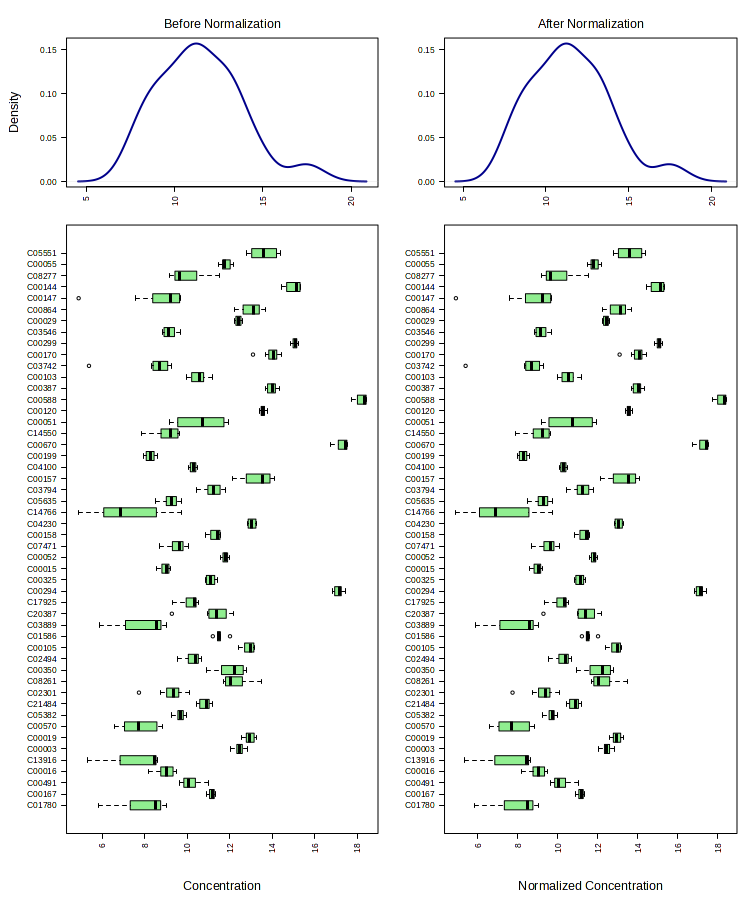 Before Normalization
After Normalization
Density
0.15
0.10
0.05
0.00
5
10
15
20
0.15
0.10
0.05
0.00
5
10
15
20
C05551
C00055
C08277
C00144
C00147
C00864
C00029
C03546
C00299
C00170
C03742
C00103
C00387
C00588
C00120
C00051
C14550
C00670
C00199
C04100
C00157
C03794
C05635
C14766
C04230
C00158
C07471
C00052
C00015
C00325
C00294
C17925
C20387
C03889
C01586
C00105
C02494
C00350
C08261
C02301
C21484
C05382
C00570
C00019
C00003
C13916
C00016
C00491
C00167
C01780
6
8
10
12
14
16
18
Concentration
C05551
C00055
C08277
C00144
C00147
C00864
C00029
C03546
C00299
C00170
C03742
C00103
C00387
C00588
C00120
C00051
C14550
C00670
C00199
C04100
C00157
C03794
C05635
C14766
C04230
C00158
C07471
C00052
C00015
C00325
C00294
C17925
C20387
C03889
C01586
C00105
C02494
C00350
C08261
C02301
C21484
C05382
C00570
C00019
C00003
C13916
C00016
C00491
C00167
C01780
6
8
10
12
14
16
18
Normalized Concentration